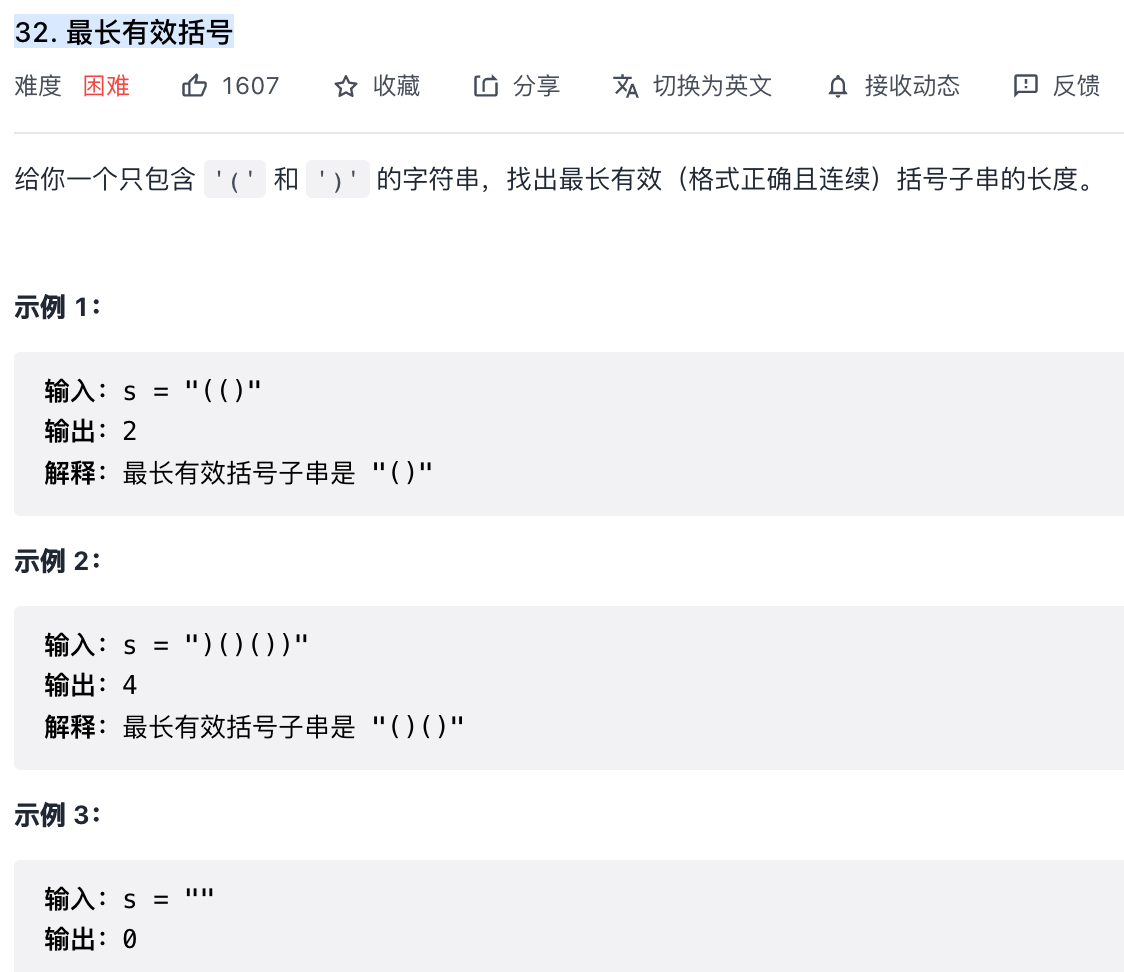 32. 最长有效括号
难度 困难 1607 收藏 分享 切换为英文 接收动态 反馈
给你一个只包含 '(' 和 ')' 的字符串，找出最长有效（格式正确且连续）括号子串的长度。
示例 1：
输入：s = "(()"
输出：2
解释：最长有效括号子串是 "()"
示例 2：
输入：s = ")()())"
输出：4
解释：最长有效括号子串是 "()()"
示例 3：
输入：s = ""
输出：0